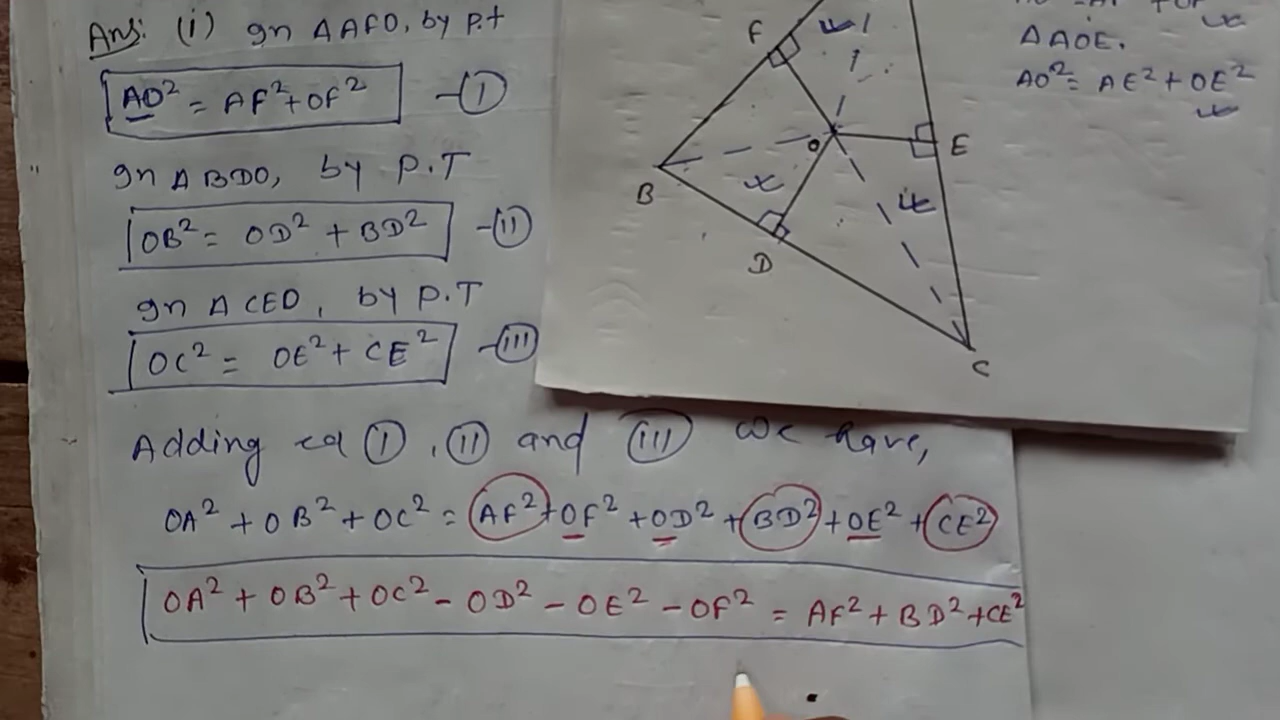 Ans: (i) In ΔAFO, by p.t
AO² = AF² + OF² -(I)
In Δ BDO, by P.T
OB² = OD² + BD² -(II)
In Δ CEO, by P.T
OC² = OE² + CE² -(III)
Adding eq (I), (II) and (III) we have,
OA² + OB² + OC² = AF² + OF² + OD² + BD² + OE² + CE²
OA² + OB² + OC² - OD² - OE² - OF² = AF² + BD² + CE²
F
B
O
E
D
C
ΔAOE.
AO² = AE² + OE²